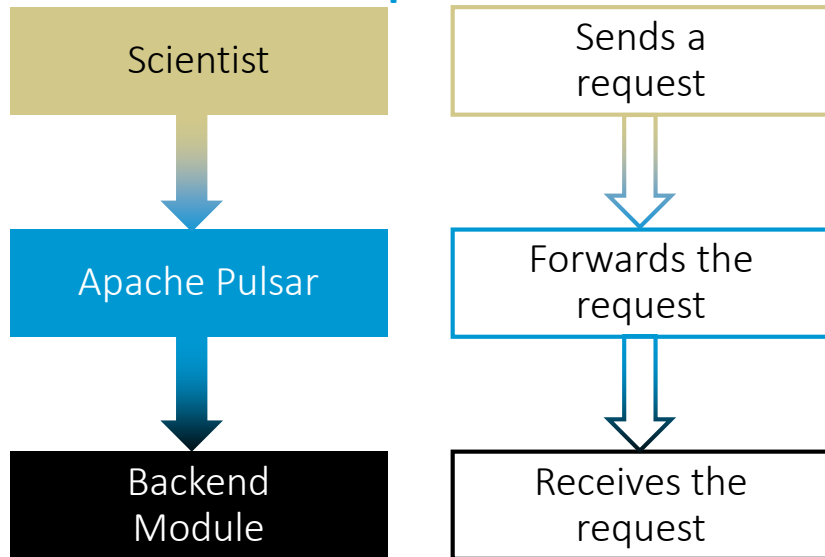 Scientist
Sends a
request
Apache Pulsar
Forwards the
request
Backend
Module
Receives the
request